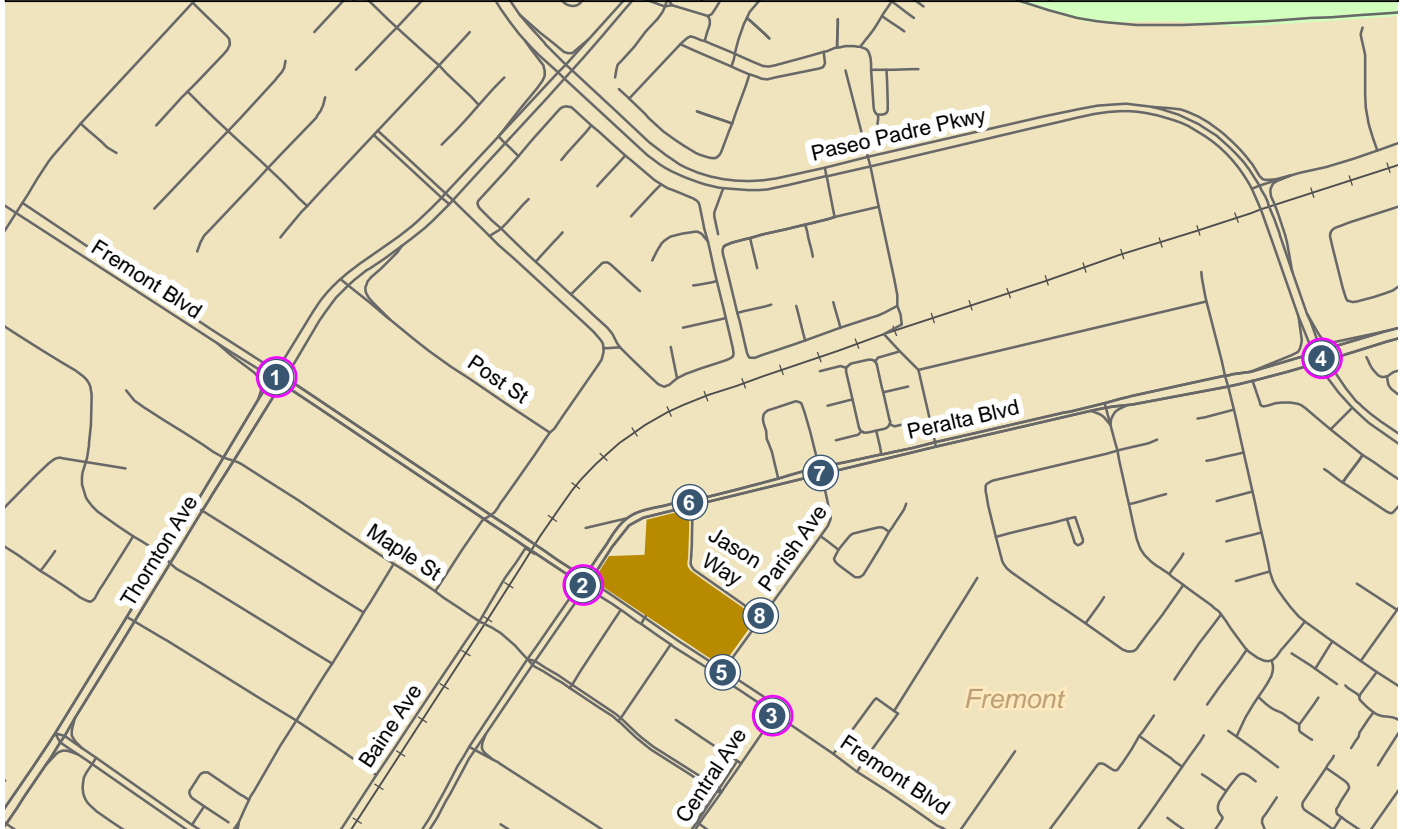 Paseo Padre Pkwy
Fremont Blvd
4
1
Post St
Peralta Blvd
7
6
Thornton Ave
Maple St
Jason
Way
Parish Ave
2
8
5
Baine Ave
Fremont
3
Central Ave
Fremont Blvd